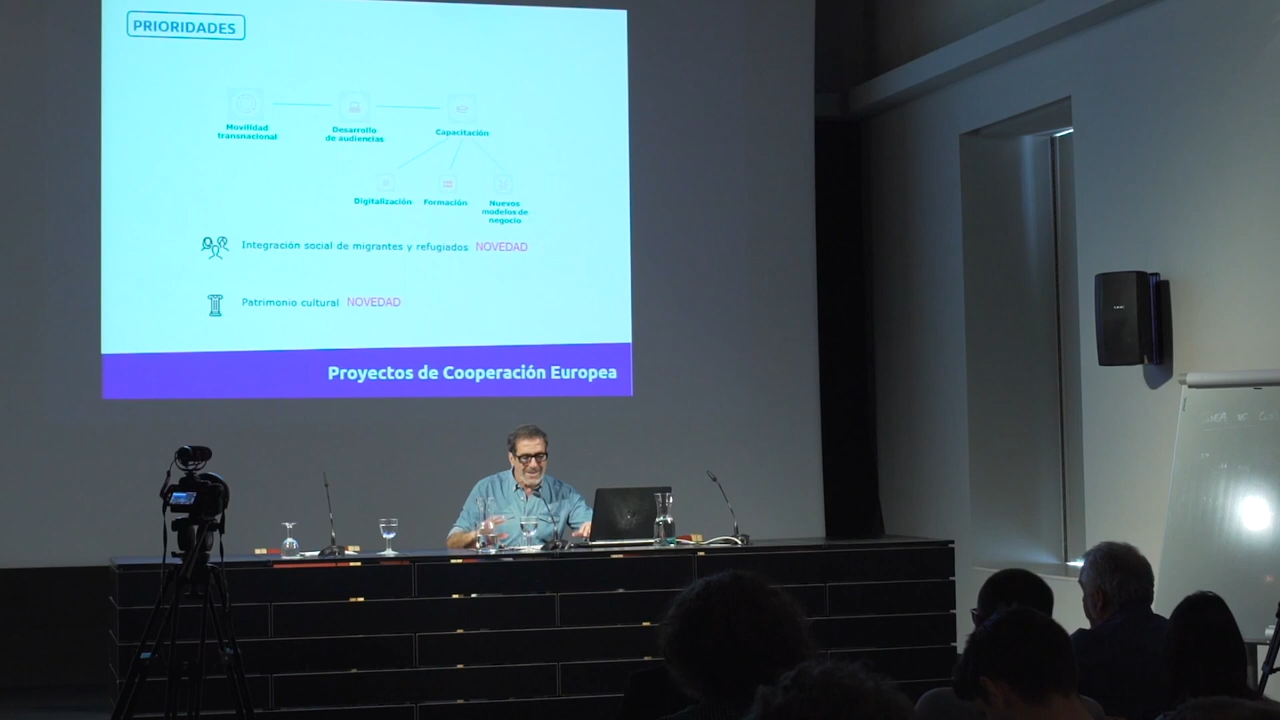 PRIORIDADES
Movilidad
transnacional
Desarrollo
de audiencias
Capacitación
Digitalización
Formación
Nuevos
modelos de
negocio
Integración social de migrantes y refugiados NOVEDAD
Patrimonio cultural NOVEDAD
Proyectos de Cooperación Europea